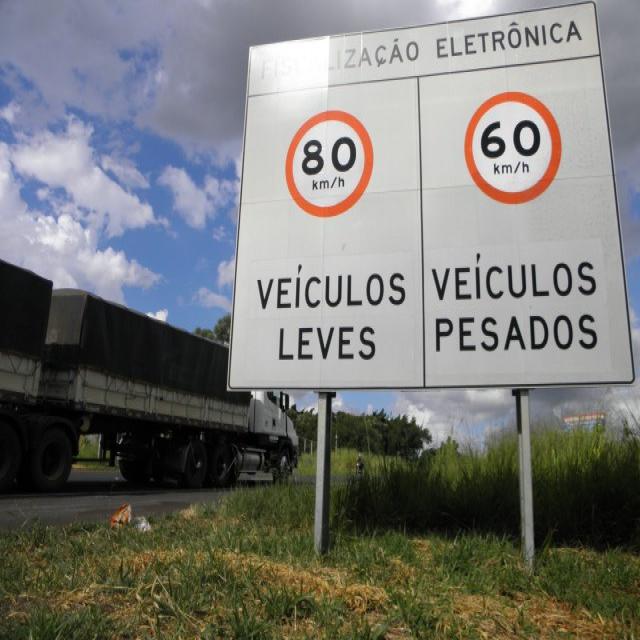 FISCALIZAÇÃO ELETRÔNICA
80
km/h
60
km/h
VEÍCULOS
LEVES
VEÍCULOS
PESADOS